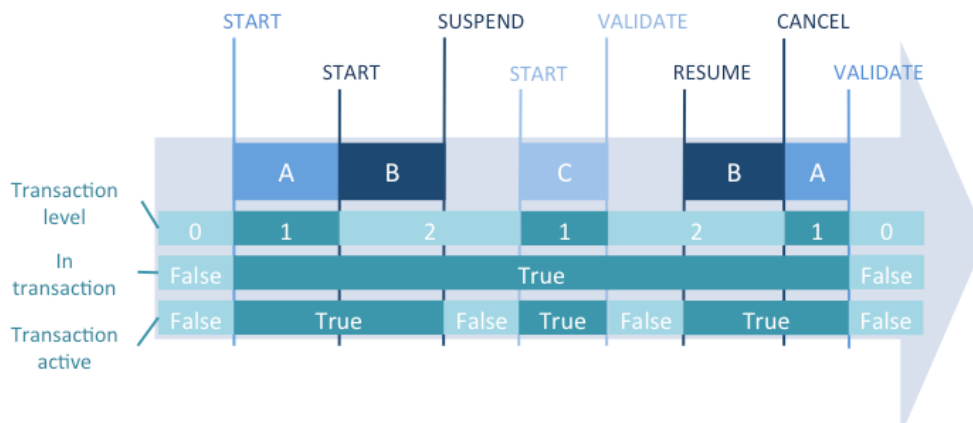 START SUSPEND VALIDATE CANCEL
START START RESUME VALIDATE
A B C B A
Transaction
level
0 1 2 1 2 1 0
In
transaction
False True False
Transaction
active
False True False True False True False